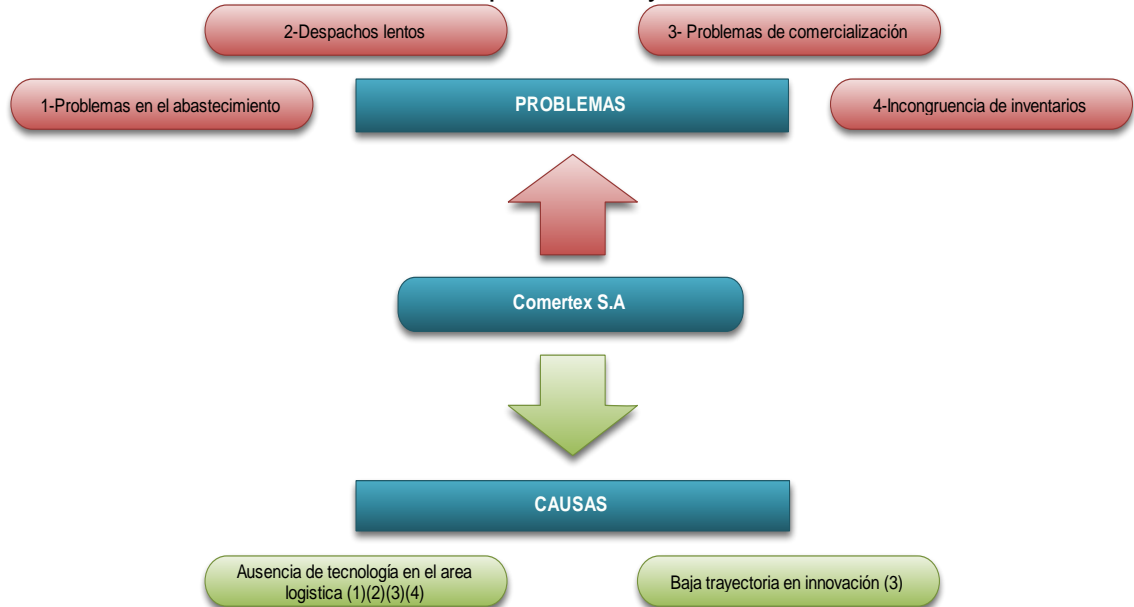 2-Despachos lentos
3- Problemas de comercialización
1-Problemas en el abastecimiento
PROBLEMAS
4-Incongruencia de inventarios
Comertex S.A
CAUSAS
Ausencia de tecnología en el area
logistica (1)(2)(3)(4)
Baja trayectoria en innovación (3)